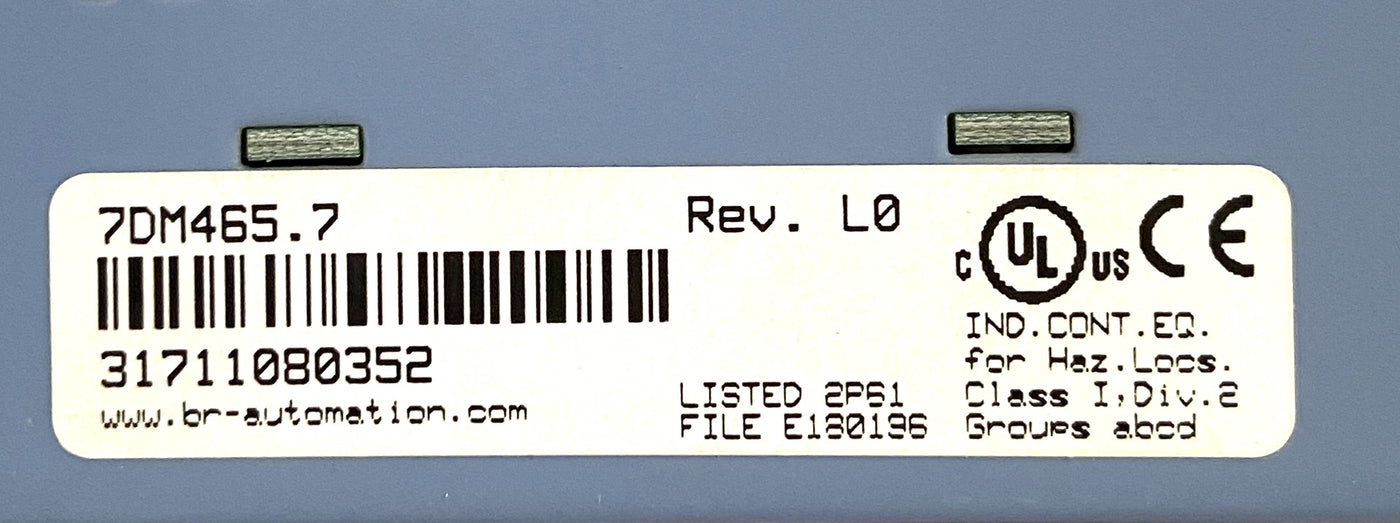 7DM465.7
Rev. L0
31711080352
www.br-automation.com
LISTED 2P61
FILE E180196
C UL US CE
IND.CONT.EQ.
for Haz.Locs.
Class I,Div.2
Groups abcd